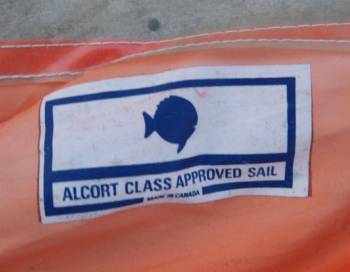 ALCORT CLASS APPROVED SAIL
MADE IN CANADA